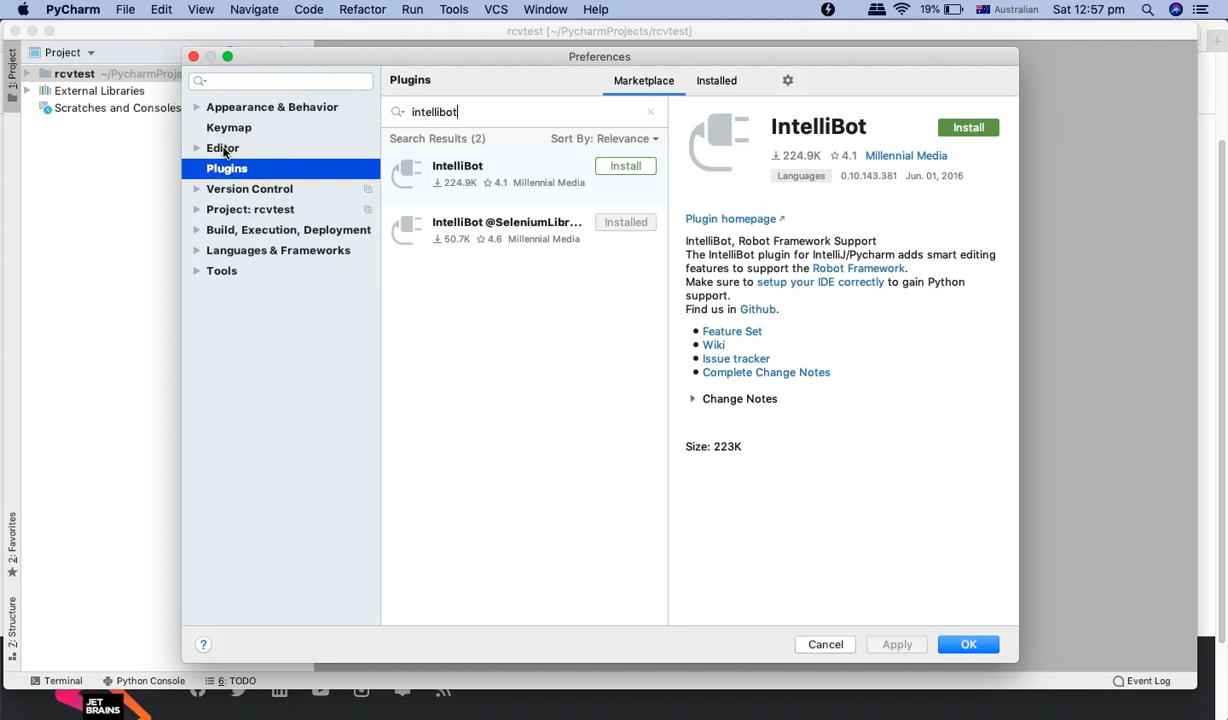 PyCharm File Edit View Navigate Code Refactor Run Tools VCS Window Help 19% Australian Sat 12:57 pm
rcvtest [~/PycharmProjects/rcvtest]
Project
1: Project
rcvtest ~/PycharmProje
External Libraries
Scratches and Consoles
2: Favorites
Z: Structure
Preferences
Appearance & Behavior
Keymap
Editor
Plugins
Version Control
Project: rcvtest
Build, Execution, Deployment
Languages & Frameworks
Tools
Plugins Marketplace Installed
intellibot
Search Results (2) Sort By: Relevance
IntelliBot Install
224.9K 4.1 Millennial Media
IntelliBot @SeleniumLibr... Installed
50.7K 4.6 Millennial Media
IntelliBot Install
224.9K 4.1 Millennial Media
Languages 0.10.143.381 Jun. 01, 2016
Plugin homepage
IntelliBot, Robot Framework Support
The IntelliBot plugin for IntelliJ/Pycharm adds smart editing
features to support the Robot Framework.
Make sure to setup your IDE correctly to gain Python
support.
Find us in Github.
Feature Set
Wiki
Issue tracker
Complete Change Notes
Change Notes
Size: 223K
? Cancel Apply OK
Terminal Python Console 6: TODO Event Log
JET
BRAINS